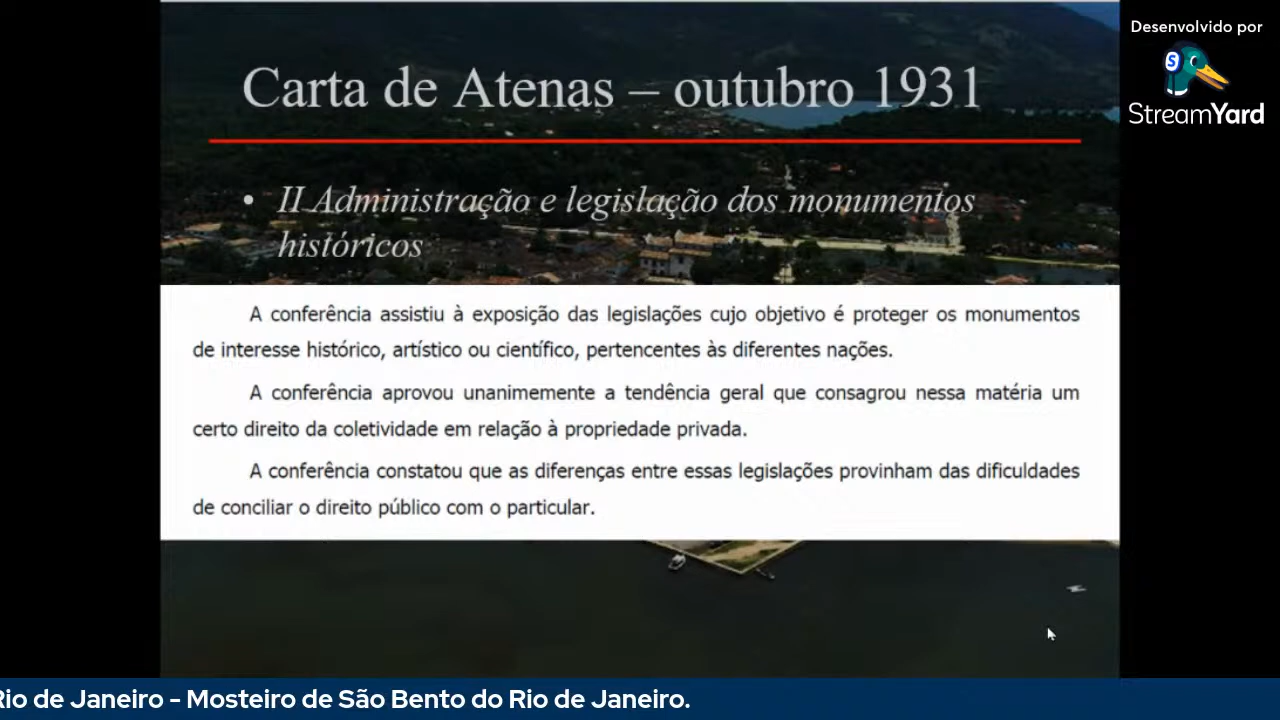 Desenvolvido por
StreamYard
Carta de Atenas – outubro 1931
• II Administração e legislação dos monumentos
históricos
A conferência assistiu à exposição das legislações cujo objetivo é proteger os monumentos
de interesse histórico, artístico ou científico, pertencentes às diferentes nações.
A conferência aprovou unanimemente a tendência geral que consagrou nessa matéria um
certo direito da coletividade em relação à propriedade privada.
A conferência constatou que as diferenças entre essas legislações provinham das dificuldades
de conciliar o direito público com o particular.
Rio de Janeiro - Mosteiro de São Bento do Rio de Janeiro.